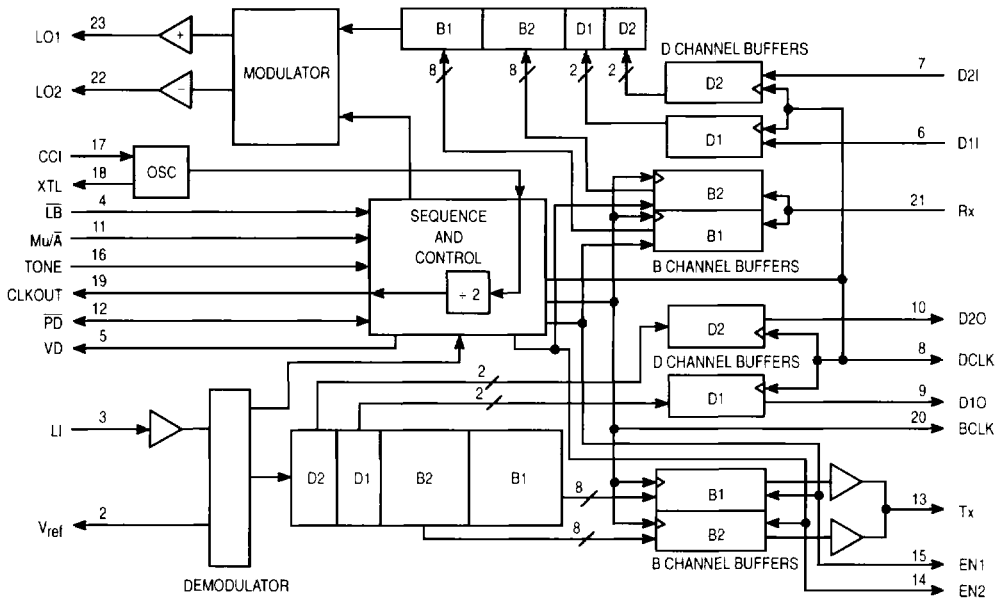 B1 B2 D1 D2
23
LO1
+
MODULATOR
8 8 2 2
D CHANNEL BUFFERS
D2
7
D2I
22
LO2
−
D1
6
D1I
CCI
17
OSC
XTL
18
LB̅
4
Mu/A̅
11
TONE
16
CLKOUT
19
PD̅
12
VD
5
SEQUENCE
AND
CONTROL
÷ 2
B2
B1
21
Rx
B CHANNEL BUFFERS
D2
10
D2O
D CHANNEL BUFFERS
8
DCLK
D1
9
D1O
20
BCLK
2
2
LI
3
D2 D1 B2 B1
8
8
Vref
2
DEMODULATOR
B1
B2
13
Tx
B CHANNEL BUFFERS
15
EN1
14
EN2